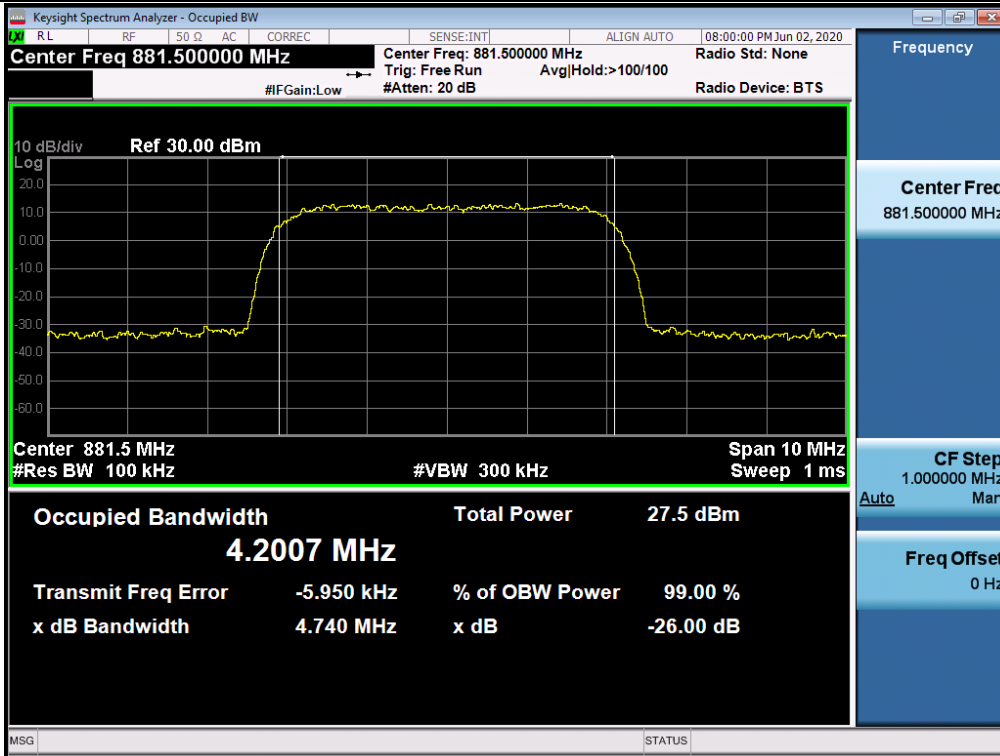 Keysight Spectrum Analyzer - Occupied BW
LXI RL RF 50 Ω AC CORREC SENSE:INT ALIGN AUTO 08:00:00 PM Jun 02, 2020
Center Freq 881.500000 MHz
Center Freq: 881.500000 MHz Radio Std: None
Trig: Free Run Avg|Hold:>100/100
#IFGain:Low #Atten: 20 dB Radio Device: BTS
10 dB/div Ref 30.00 dBm
Log
20.0
10.0
0.00
-10.0
-20.0
-30.0
-40.0
-50.0
-60.0
Center 881.5 MHz Span 10 MHz
#Res BW 100 kHz #VBW 300 kHz Sweep 1 ms
Occupied Bandwidth Total Power 27.5 dBm
4.2007 MHz
Transmit Freq Error -5.950 kHz % of OBW Power 99.00 %
x dB Bandwidth 4.740 MHz x dB -26.00 dB
MSG STATUS
Frequency
Center Freq
881.500000 MHz
CF Step
1.000000 MHz
Auto Man
Freq Offset
0 Hz